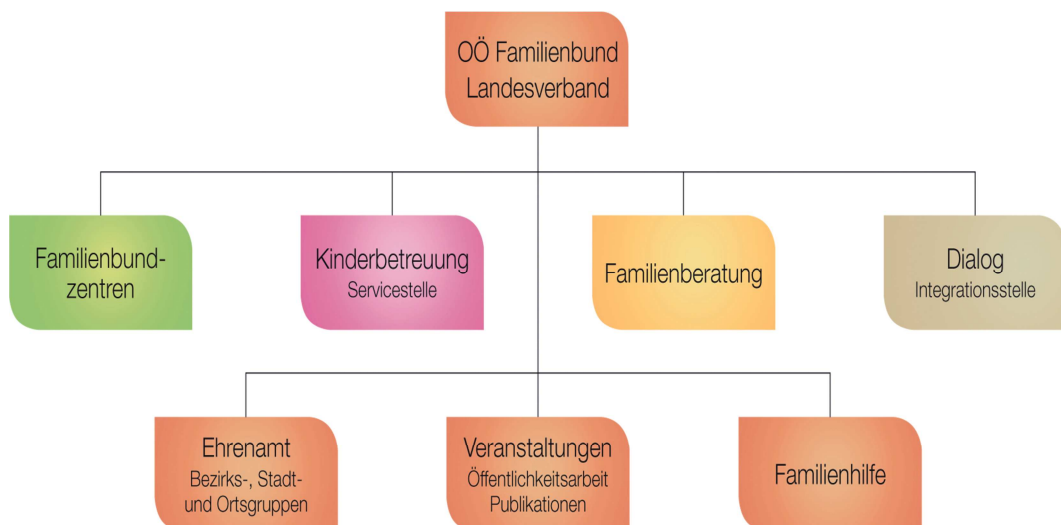 OÖ Familienbund
Landesverband
Familienbund-
zentren
Kinderbetreuung
Servicestelle
Familienberatung
Dialog
Integrationsstelle
Ehrenamt
Bezirks-, Stadt-
und Ortsgruppen
Veranstaltungen
Öffentlichkeitsarbeit
Publikationen
Familienhilfe